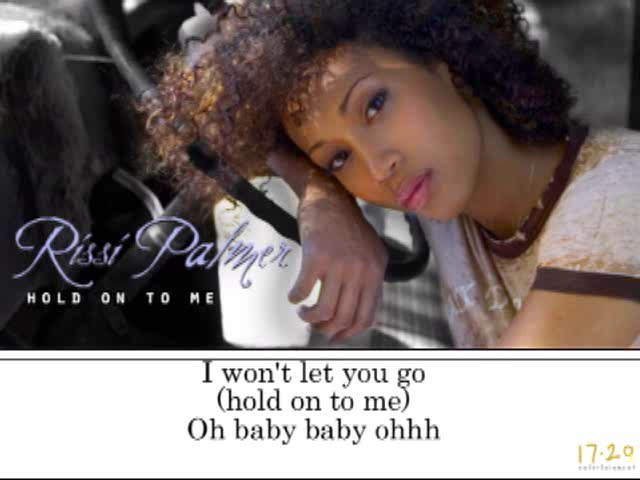 Rissi Palmer
HOLD ON TO ME
I won't let you go
(hold on to me)
Oh baby baby ohhh
17·20
entertainment